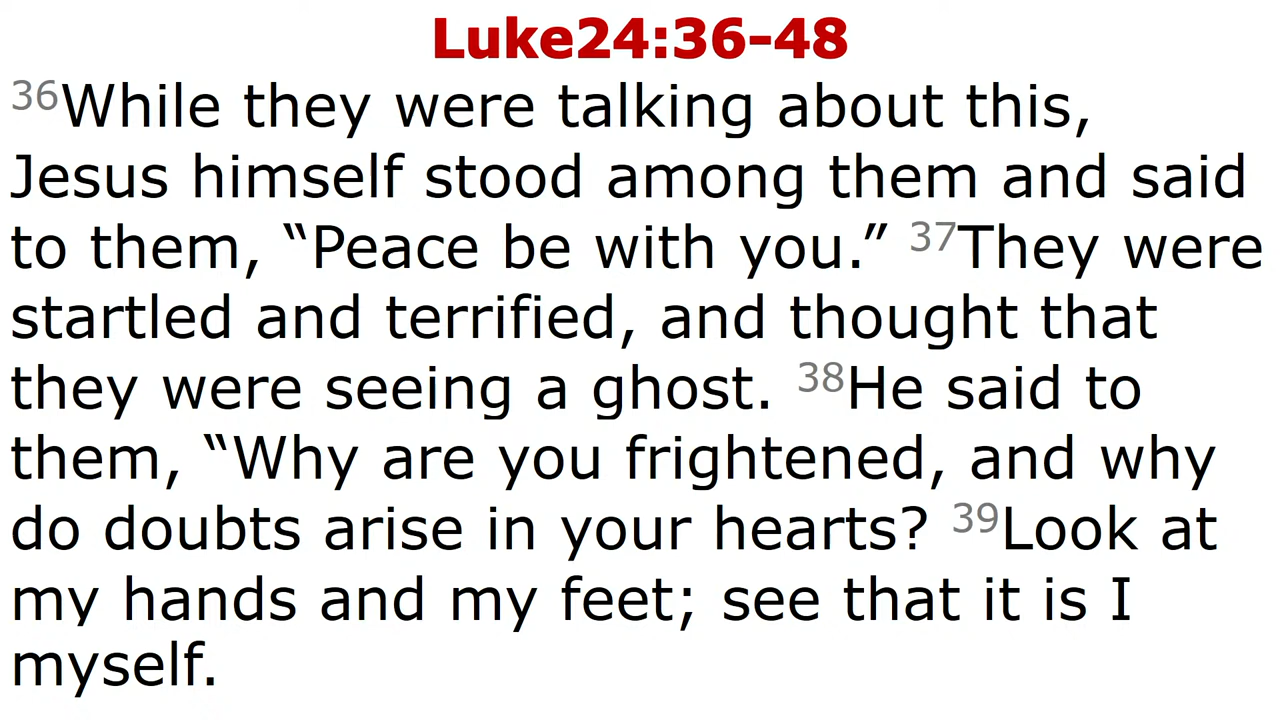 Luke24:36-48
36While they were talking about this,
Jesus himself stood among them and said
to them, “Peace be with you.” 37They were
startled and terrified, and thought that
they were seeing a ghost. 38He said to
them, “Why are you frightened, and why
do doubts arise in your hearts? 39Look at
my hands and my feet; see that it is I
myself.